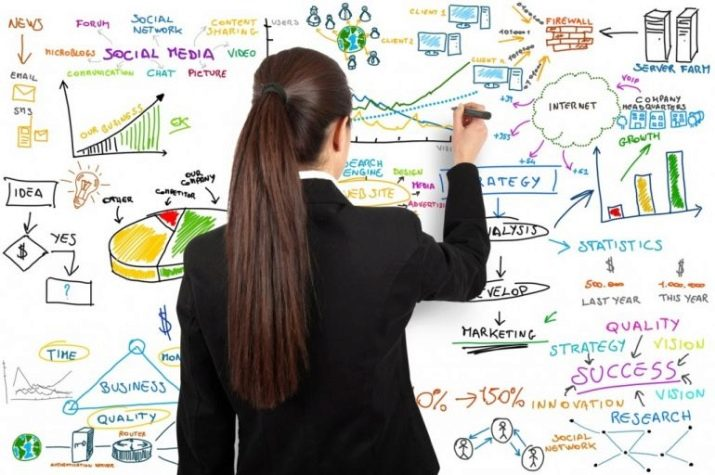 NEWS
FORUM
SOCIAL NETWORK
CONTENT SHARING
MICROBLOGS
SOCIAL MEDIA
VIDEO
COMMUNICATION
CHAT
PICTURE
EMAIL
SMS
OUR BUSINESS
OK
USERS
CLIENT 1
CLIENT 2
FIREWALL
SERVER FARM
VOIP
INTERNET
COMPANY HEADQUARTERS
GROWTH
IDEA
YES
?
OTHER
COMPETITOR
OUR COMPANY
SEARCH ENGINE
DESIGN
WEBSITE
MEDIA
STRATEGY
ANALYSIS
DEVELOP
MARKETING
STATISTICS
$
$
500.000
1.000.000
LAST YEAR
THIS YEAR
$
TIME
BUSINESS
QUALITY
ROUTER
AUTHENTICATION SERVER
0% → 150%
QUALITY
STRATEGY
VISION
SUCCESS
INNOVATION
VISION
RESEARCH
SOCIAL NETWORK